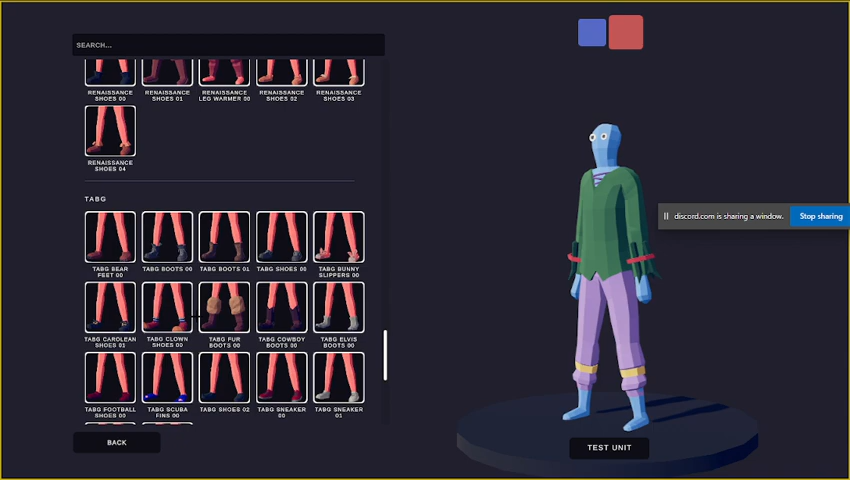 SEARCH...
RENAISSANCE SHOES 00
RENAISSANCE SHOES 01
RENAISSANCE LEG WARMER 00
RENAISSANCE SHOES 02
RENAISSANCE SHOES 03
RENAISSANCE SHOES 04
TABG
TABG BEAR FEET 00
TABG BOOTS 00
TABG BOOTS 01
TABG SHOES 00
TABG BUNNY SLIPPERS 00
TABG CAROLEAN SHOES 01
TABG CLOWN SHOES 00
TABG FUR BOOTS 00
TABG COWBOY BOOTS 00
TABG ELVIS BOOTS 00
TABG FOOTBALL SHOES 00
TABG SCUBA FINS 00
TABG SHOES 02
TABG SNEAKER 00
TABG SNEAKER 01
BACK
discord.com is sharing a window.
Stop sharing
TEST UNIT